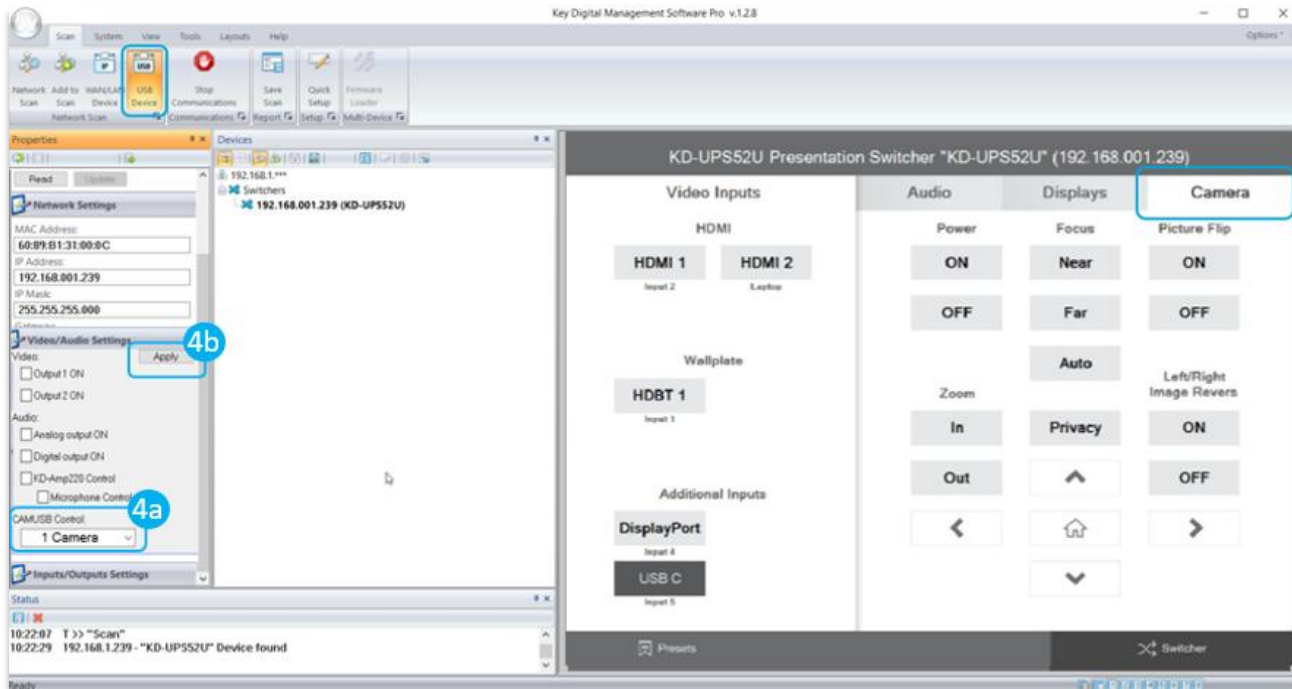 Key Digital Management Software Pro v.1.2.8
Scan System View Tools Layouts Help
Options
Network Scan
Add to Scan
WAN/LAN Device
USB Device
Stop Communications
Save Scan
Quick Setup
Firmware Loader
Network Scan Communications Report Setup Multi-Device
Properties
Read Update
Network Settings
MAC Address:
60:89:B1:31:00:0C
IP Address:
192.168.001.239
IP Mask:
255.255.255.000
Video/Audio Settings
4b
Video:
Apply
Output 1 ON
Output 2 ON
Audio:
Analog output ON
Digital output ON
KD-Amp220 Control
Microphone Control
4a
CAMUSB Control:
1 Camera
Inputs/Outputs Settings
Devices
192.168.1.***
Switchers
192.168.001.239 (KD-UPS52U)
KD-UPS52U Presentation Switcher "KD-UPS52U" (192.168.001.239)
Video Inputs
HDMI
HDMI 1 HDMI 2
Input 2 Laptop
Wallplate
HDBT 1
Input 3
Additional Inputs
DisplayPort
Input 4
USB C
Input 5
Audio Displays Camera
Power Focus Picture Flip
ON Near ON
OFF Far OFF
Auto
Left/Right
Zoom Image Revers
In Privacy ON
Out OFF
Presets Switcher
Status
10:22:07 T >> "Scan"
10:22:29 192.168.1.239 - "KD-UPS52U" Device found
Ready